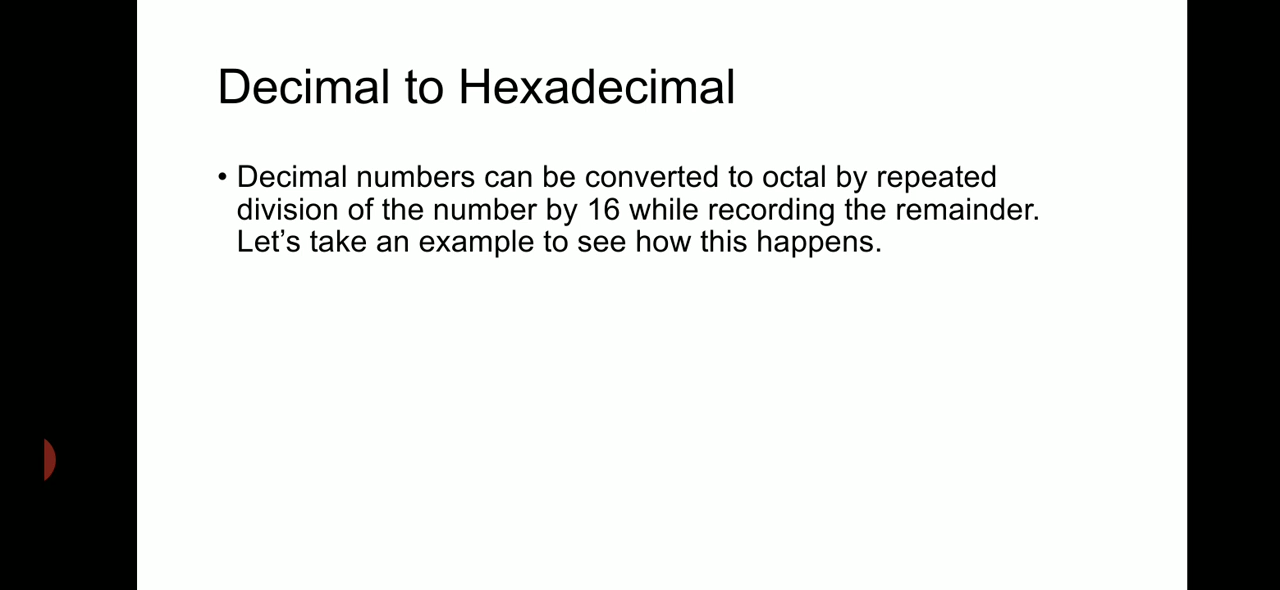 Decimal to Hexadecimal
• Decimal numbers can be converted to octal by repeated
division of the number by 16 while recording the remainder.
Let’s take an example to see how this happens.